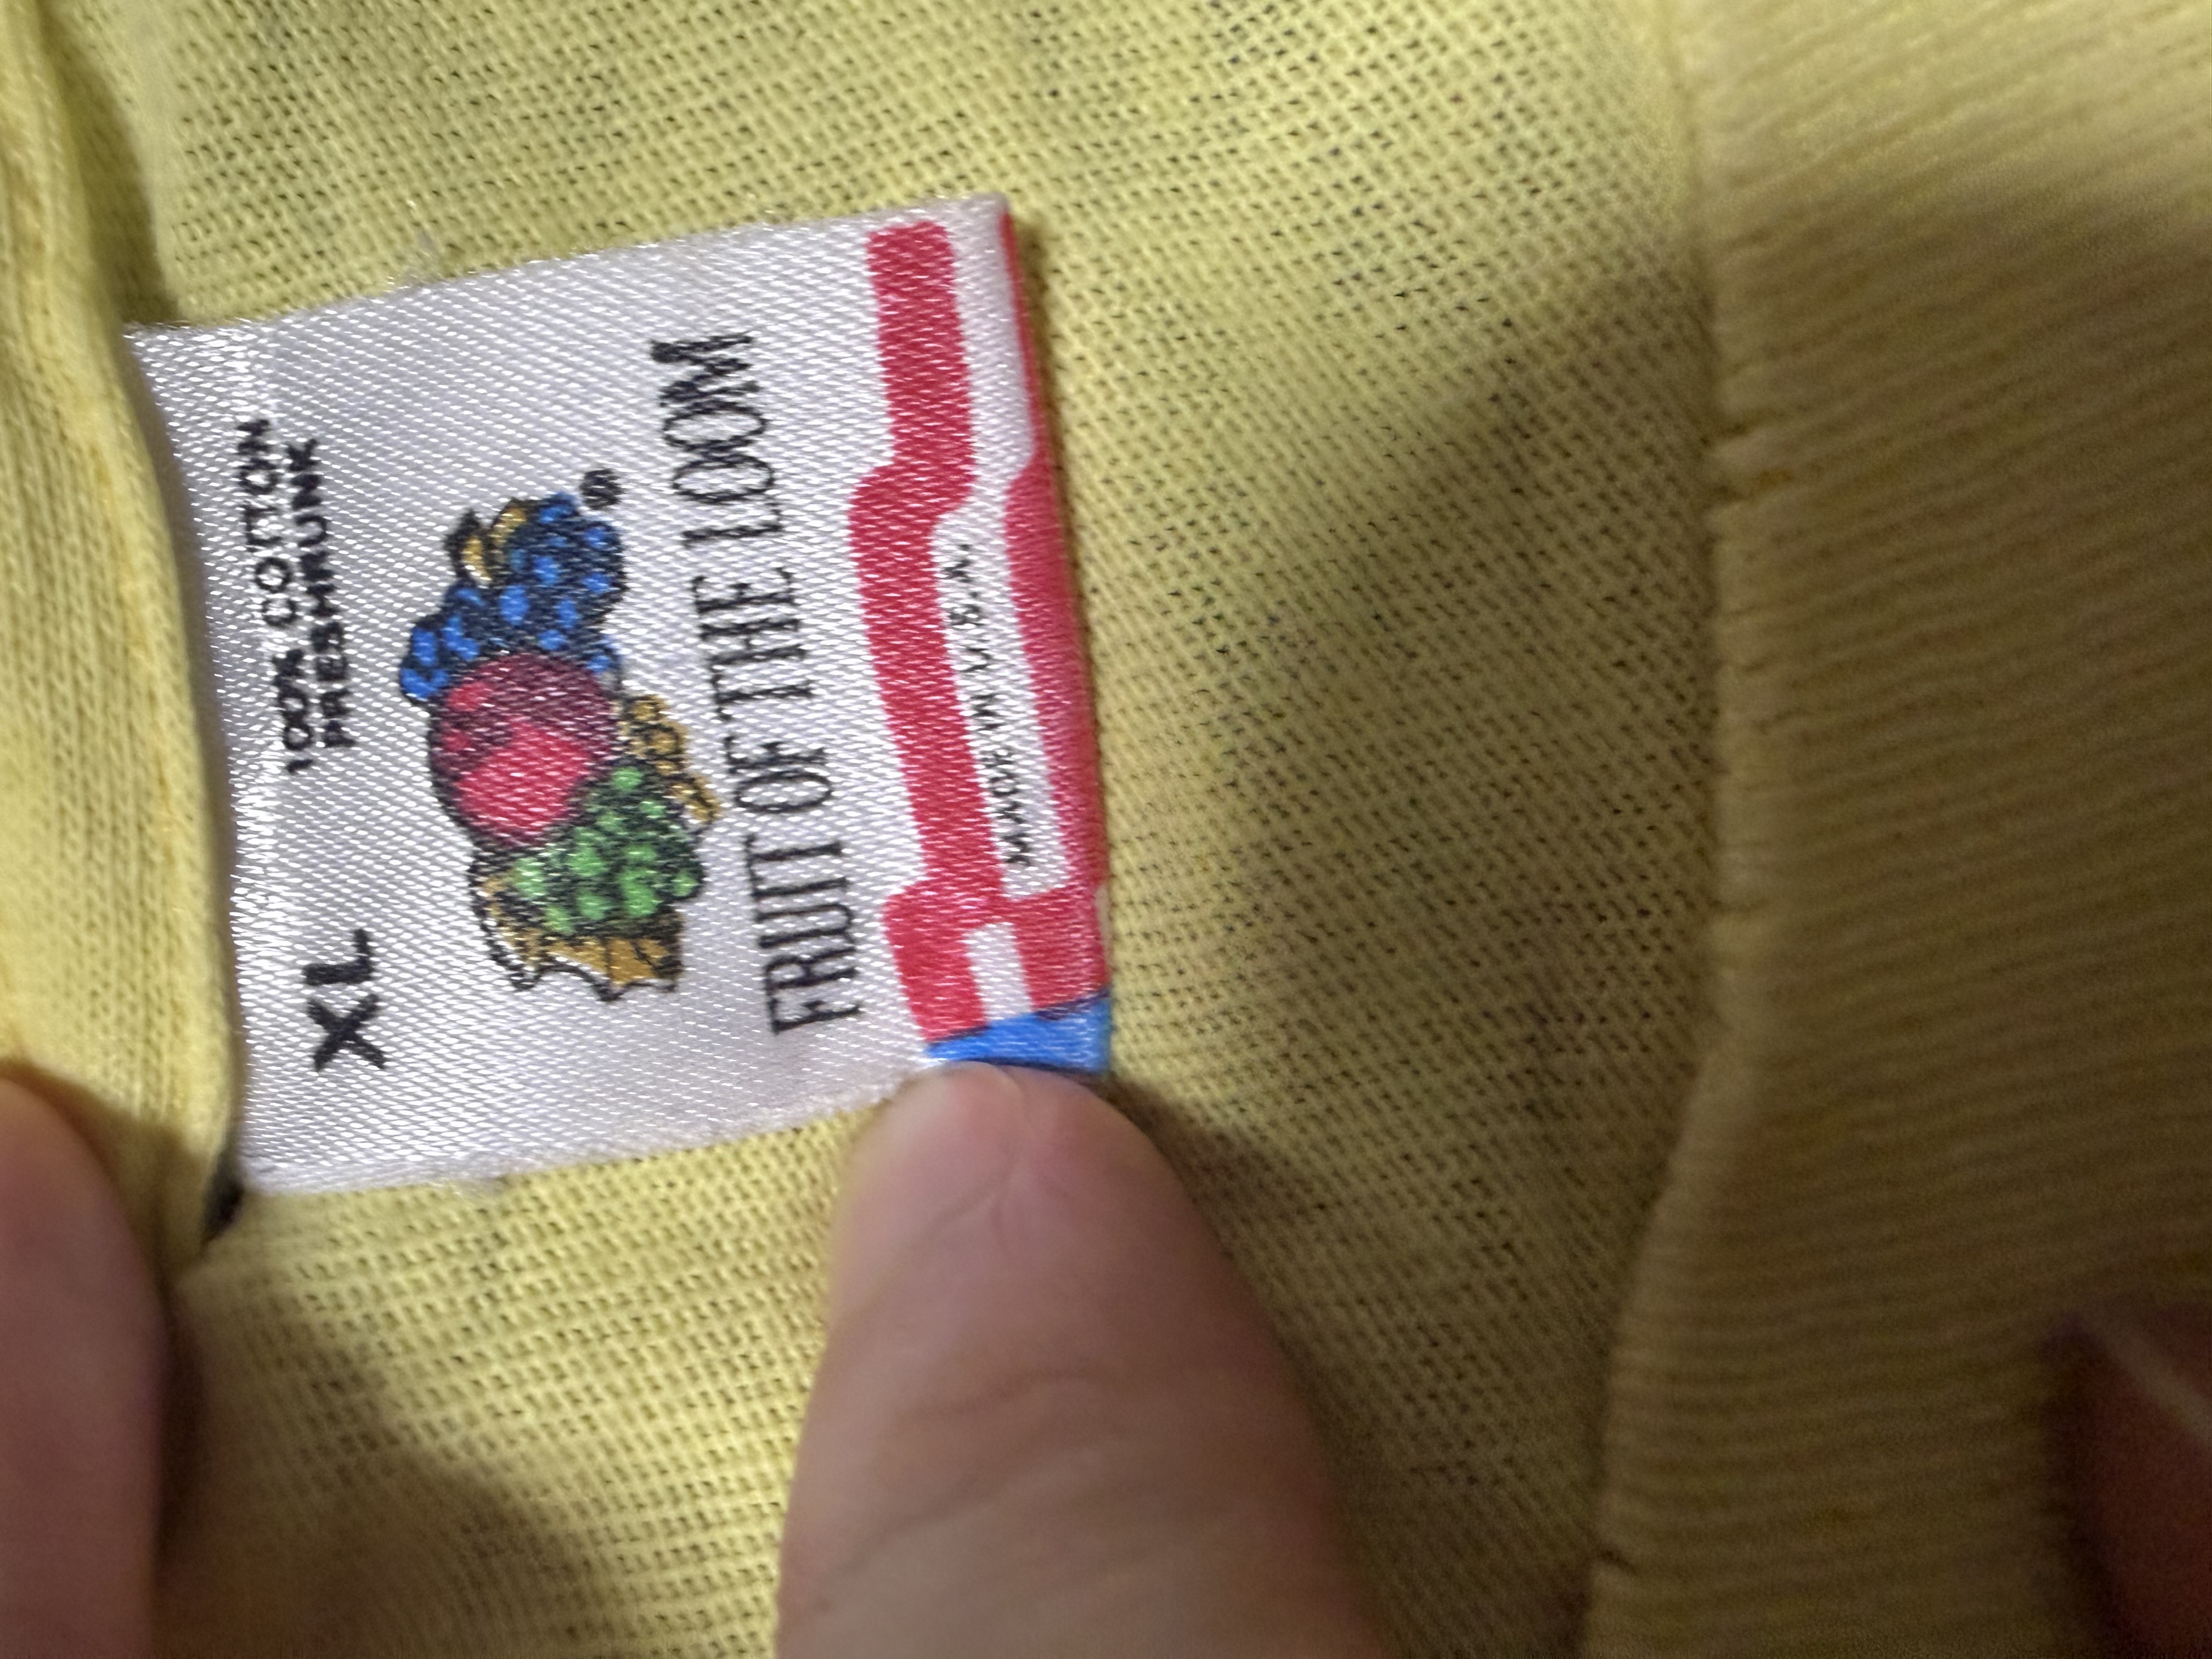 XL
100% COTTON
PRESHRUNK
®
FRUIT OF THE LOOM
MADE IN U.S.A.